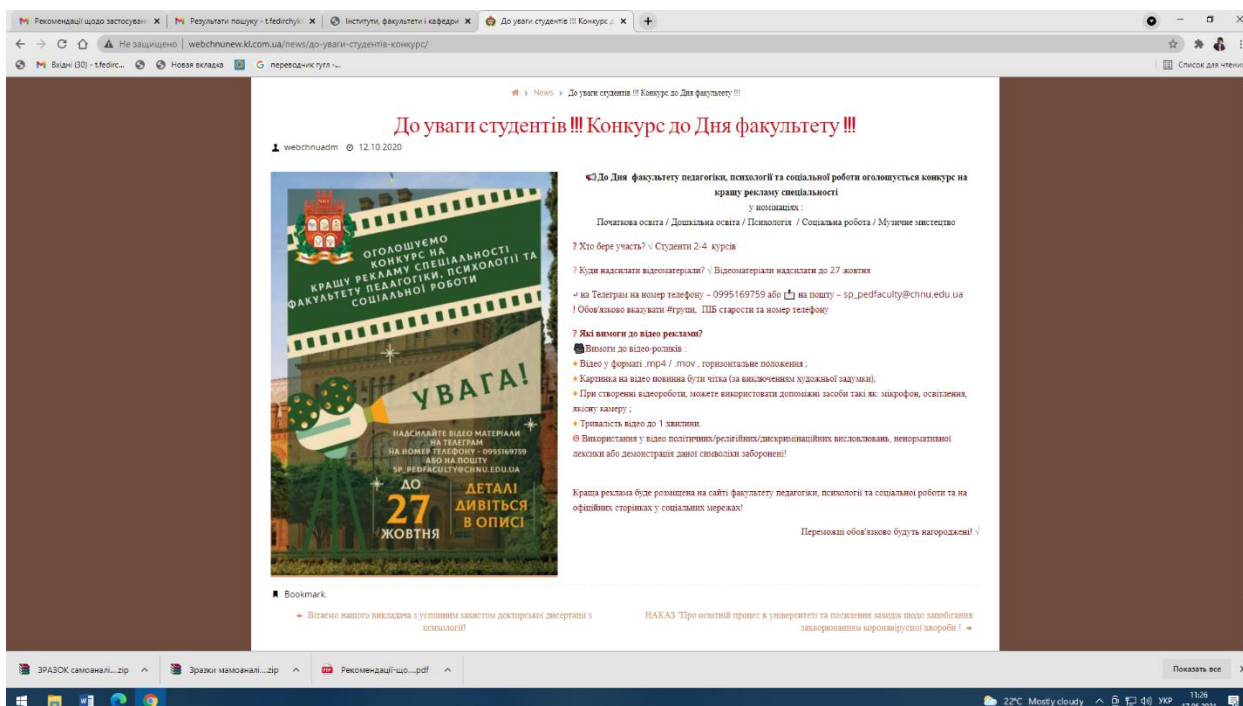 Рекомендації щодо застосуван
Результати пошуку - t.fedirchyk
Інститути, факультети і кафедри
До уваги студентів !!! Конкурс д
Не защищено | webchnunew.kl.com.ua/news/до-уваги-студентів-конкурс/
Вхідні (30) - t.fedirc...
Новая вкладка
переводчик гугл -...
Список для чтения
News > До уваги студентів !!! Конкурс до Дня факультету !!!
До уваги студентів !!! Конкурс до Дня факультету !!!
webchnuadm 12.10.2020
ОГОЛОШУЄМО
КОНКУРС НА
КРАЩУ РЕКЛАМУ СПЕЦІАЛЬНОСТІ
ФАКУЛЬТЕТУ ПЕДАГОГІКИ, ПСИХОЛОГІЇ ТА
СОЦІАЛЬНОЇ РОБОТИ
УВАГА!
НАДСИЛАЙТЕ ВІДЕО МАТЕРІАЛИ
НА ТЕЛЕГРАМ
НА НОМЕР ТЕЛЕФОНУ - 0995169759
АБО НА ПОШТУ
SP_PEDFACULTY@CHNU.EDU.UA
ДО
27
ЖОВТНЯ
ДЕТАЛІ
ДИВІТЬСЯ
В ОПИСІ
До Дня факультету педагогіки, психології та соціальної роботи оголошується конкурс на
кращу рекламу спеціальності
у номінаціях :
Початкова освіта / Дошкільна освіта / Психологія / Соціальна робота / Музичне мистецтво
? Хто бере участь? √ Студенти 2-4 курсів
? Куди надсилати відеоматеріали? √ Відеоматеріали надсилати до 27 жовтня
на Телеграм на номер телефону – 0995169759 або на пошту – sp_pedfaculty@chnu.edu.ua
! Обов'язково вказувати #групи, ПІБ старости та номер телефону
? Які вимоги до відео реклами?
Вимоги до відео-роликів :
Відео у форматі .mp4 / .mov , горизонтальне положення ;
Картинка на відео повинна бути чітка (за виключенням художньої задумки);
При створенні відеороботи, можете використовувати допоміжні засоби такі як: мікрофон, освітлення,
якісну камеру ;
Тривалість відео до 1 хвилини.
Використання у відео політичних/релігійних/дискримінаційних висловлювань, ненормативної
лексики або демонстрація даної символіки заборонені!
Краща реклама буде розміщена на сайті факультету педагогіки, психології та соціальної роботи та на
офіційних сторінках у соціальних мережах!
Переможці обов'язково будуть нагороджені! √
Bookmark.
Вітаємо нашого викладача з успішним захистом докторської дисертації з
психології!
НАКАЗ "Про освітній процес в університеті та посилення заходів щодо запобігання
захворюванням коронавірусної хвороби !
ЗРАЗОК самоаналі....zip
Зразки мамоаналі....zip
Рекомендації-що....pdf
Показать все
22°C Mostly cloudy
УКР
11:26
17.06.2021